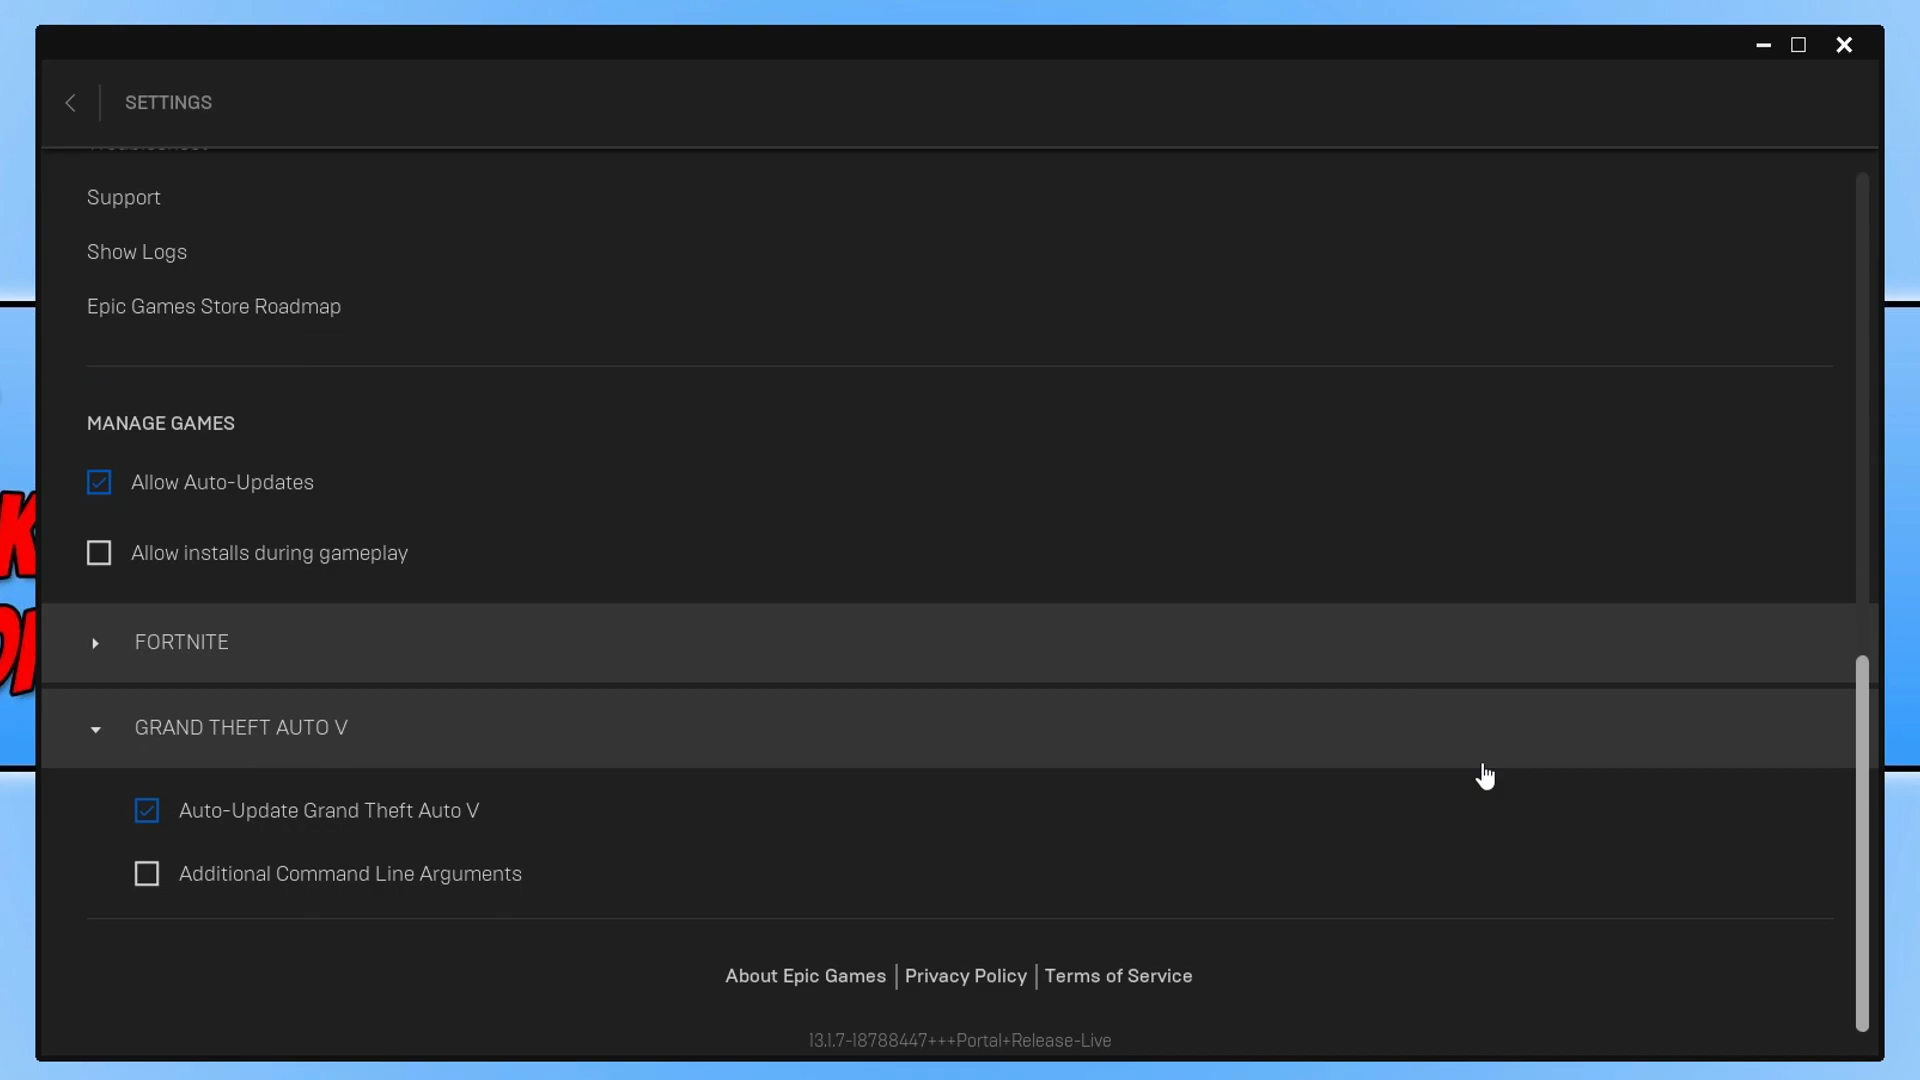 SETTINGS
Support
Show Logs
Epic Games Store Roadmap
MANAGE GAMES
Allow Auto-Updates
Allow installs during gameplay
FORTNITE
GRAND THEFT AUTO V
Auto-Update Grand Theft Auto V
Additional Command Line Arguments
About Epic Games | Privacy Policy | Terms of Service
13.1.7-18788447+++Portal+Release-Live